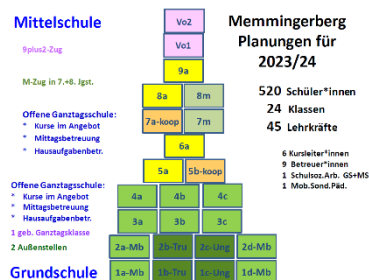 Mittelschule
9plus2-Zug
M-Zug in 7.+8. Jgst.
Offene Ganztagsschule:
* Kurse im Angebot
* Mittagsbetreuung
* Hausaufgabenbetr.
Offene Ganztagsschule:
* Kurse im Angebot
* Mittagsbetreuung
* Hausaufgabenbetr.
1 geb. Ganztagsklasse
2 Außenstellen
Grundschule
Vo2
Vo1
9a
8a 8m
7a-koop 7m
6a
5a 5b-koop
4a 4b 4c
3a 3b 3c
2a-Mb 2b-Tru 2c-Ung 2d-Mb
1a-Mb 1b-Tru 1c-Ung 1d-Mb
Memmingerberg
Planungen für
2023/24
520 Schüler*innen
24 Klassen
45 Lehrkräfte
6 Kursleiter*innen
9 Betreuer*innen
1 Schulsoz.Arb. GS+MS
1 Mob.Sond.Päd.